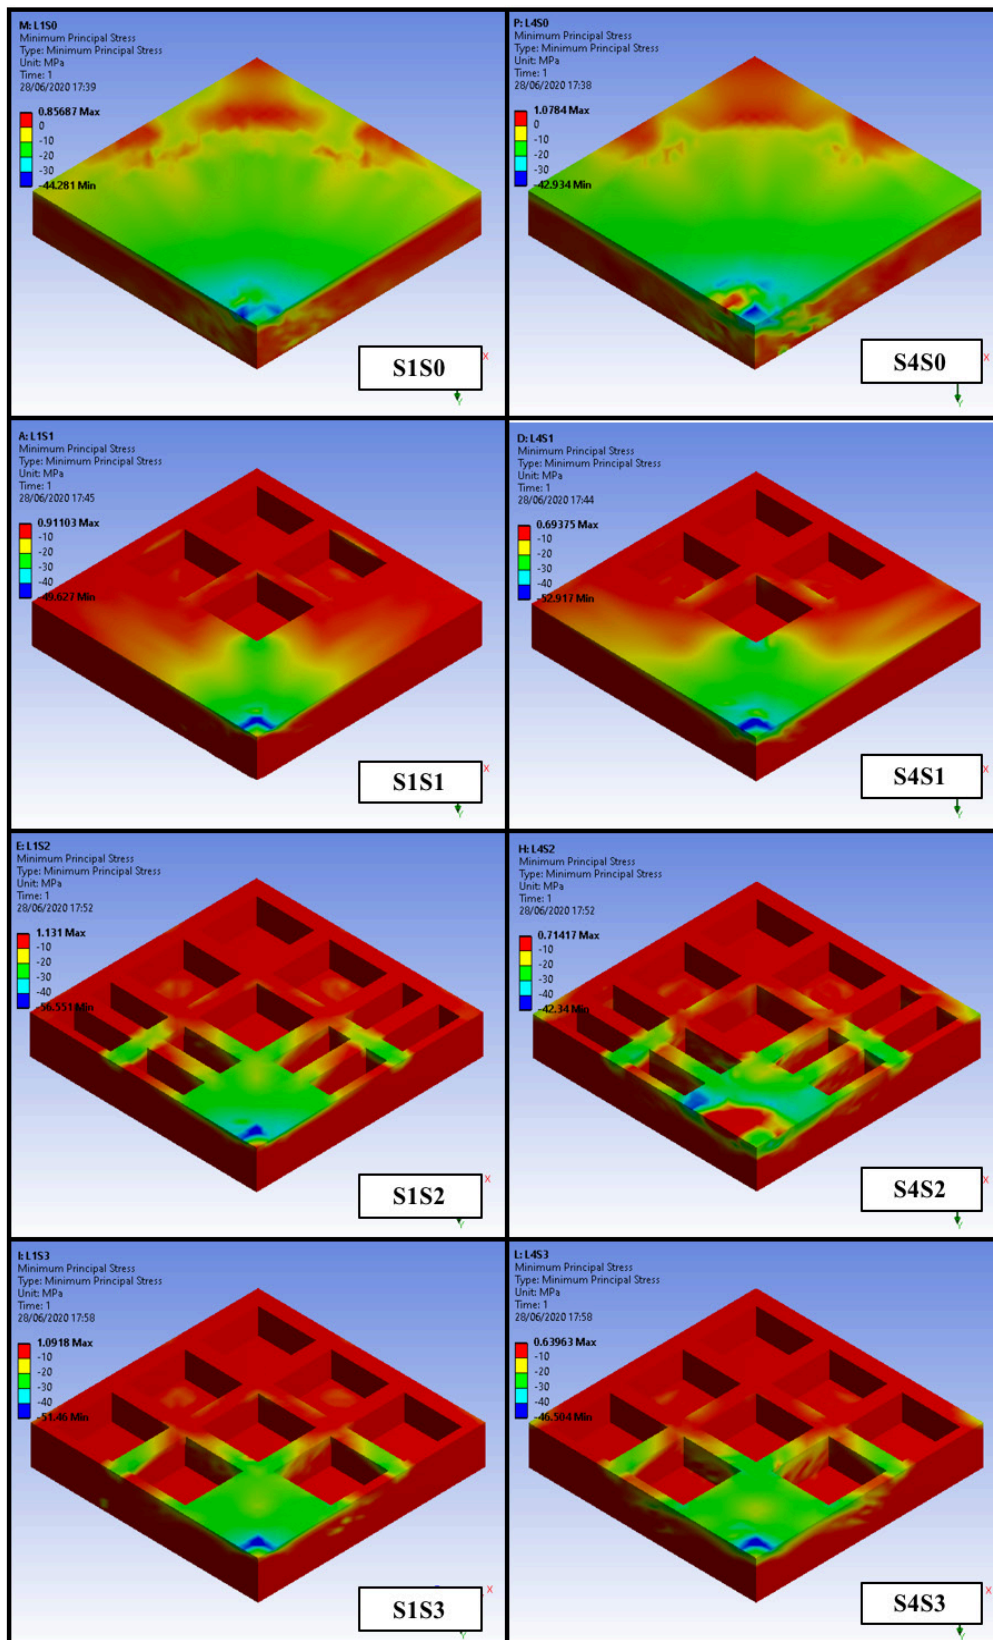 M: L1S0
Minimum Principal Stress
Type: Minimum Principal Stress
Unit: MPa
Time: 1
28/06/2020 17:39
0.85687 Max
0
-10
-20
-30
-44.281 Min
X
Y
S1S0
P: L4S0
Minimum Principal Stress
Type: Minimum Principal Stress
Unit: MPa
Time: 1
28/06/2020 17:38
1.0784 Max
0
-10
-20
-30
-42.934 Min
X
Y
S4S0
A: L1S1
Minimum Principal Stress
Type: Minimum Principal Stress
Unit: MPa
Time: 1
28/06/2020 17:45
0.91103 Max
-10
-20
-30
-40
-49.627 Min
X
Y
S1S1
D: L4S1
Minimum Principal Stress
Type: Minimum Principal Stress
Unit: MPa
Time: 1
28/06/2020 17:44
0.69375 Max
-10
-20
-30
-40
-52.917 Min
X
Y
S4S1
E: L1S2
Minimum Principal Stress
Type: Minimum Principal Stress
Unit: MPa
Time: 1
28/06/2020 17:52
1.131 Max
-10
-20
-30
-40
-56.551 Min
X
Y
S1S2
H: L4S2
Minimum Principal Stress
Type: Minimum Principal Stress
Unit: MPa
Time: 1
28/06/2020 17:52
0.71417 Max
-10
-20
-30
-40
-42.34 Min
X
Y
S4S2
I: L1S3
Minimum Principal Stress
Type: Minimum Principal Stress
Unit: MPa
Time: 1
28/06/2020 17:58
1.0918 Max
-10
-20
-30
-40
-51.46 Min
X
Y
S1S3
L: L4S3
Minimum Principal Stress
Type: Minimum Principal Stress
Unit: MPa
Time: 1
28/06/2020 17:58
0.63963 Max
-10
-20
-30
-40
-46.504 Min
X
Y
S4S3